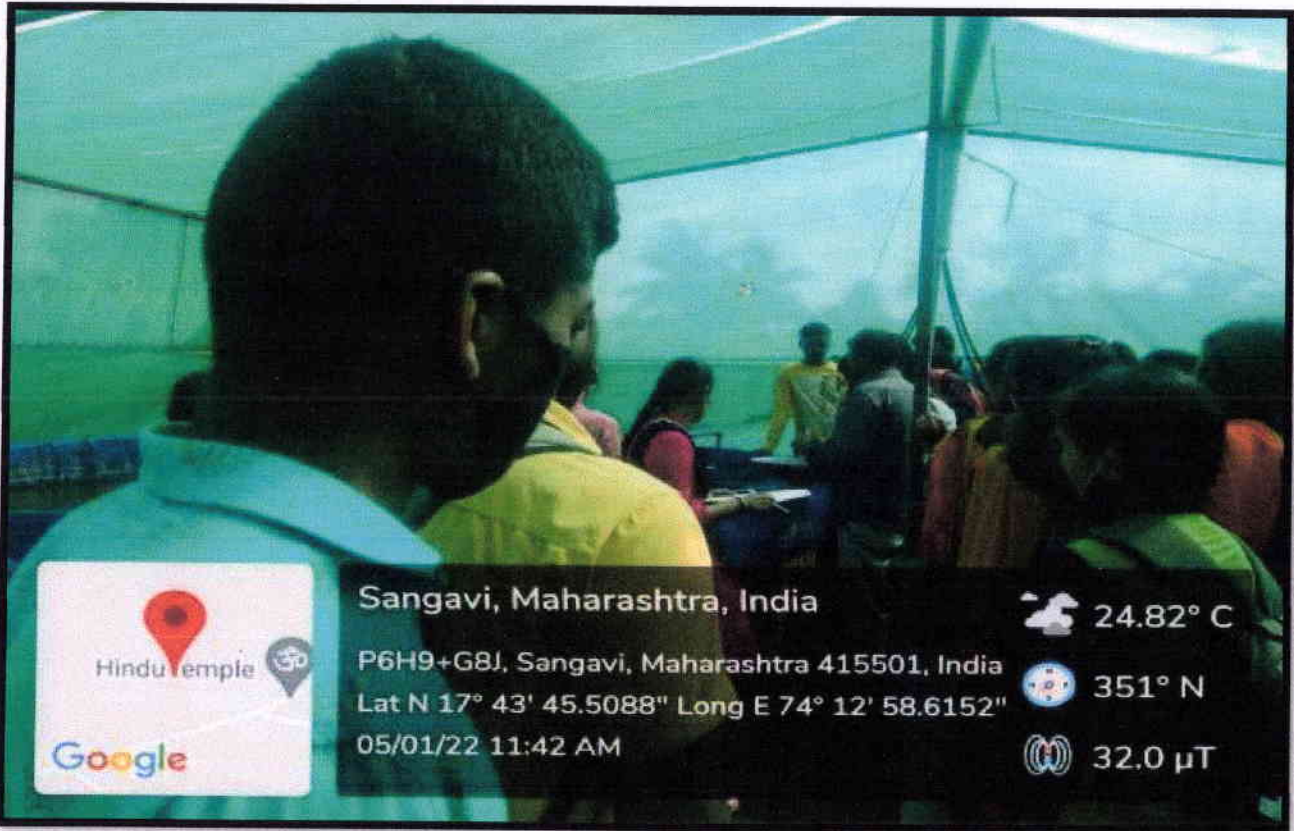 Sangavi, Maharashtra, India
P6H9+G8J, Sangavi, Maharashtra 415501, India
Lat N 17° 43' 45.5088" Long E 74° 12' 58.6152"
05/01/22 11:42 AM
24.82° C
351° N
32.0 µT
Hindu Temple
ॐ
Google